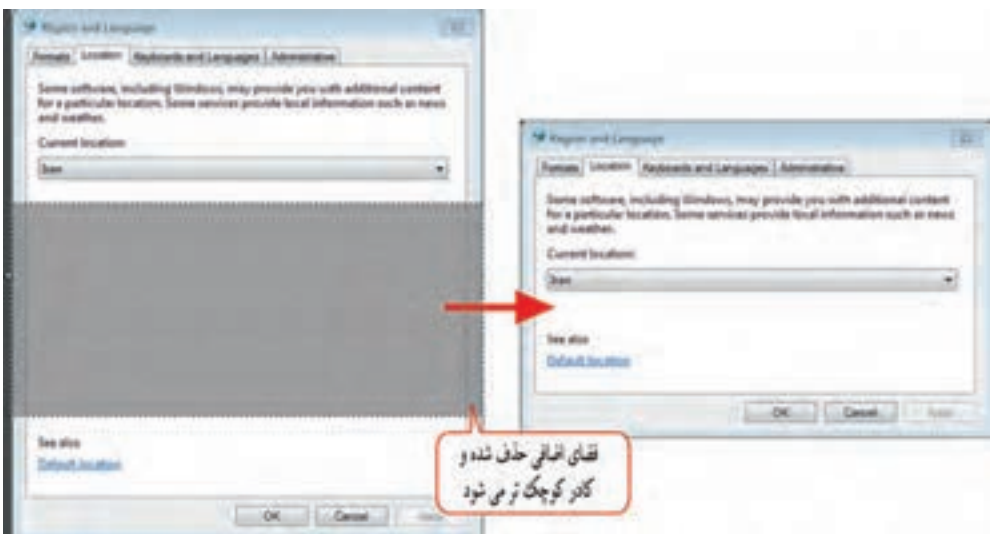 Region and Language
Formats Location Keyboards and Languages Administrative
Some software, including Windows, may provide you with additional content
for a particular location. Some services provide local information such as news
and weather.
Current location:
Iran
See also
Default location
OK Cancel Apply
Region and Language
Formats Location Keyboards and Languages Administrative
Some software, including Windows, may provide you with additional content
for a particular location. Some services provide local information such as news
and weather.
Current location:
Iran
See also
Default location
OK Cancel Apply
فضای اضافی حذف شده و
کادر کوچک تر می شود